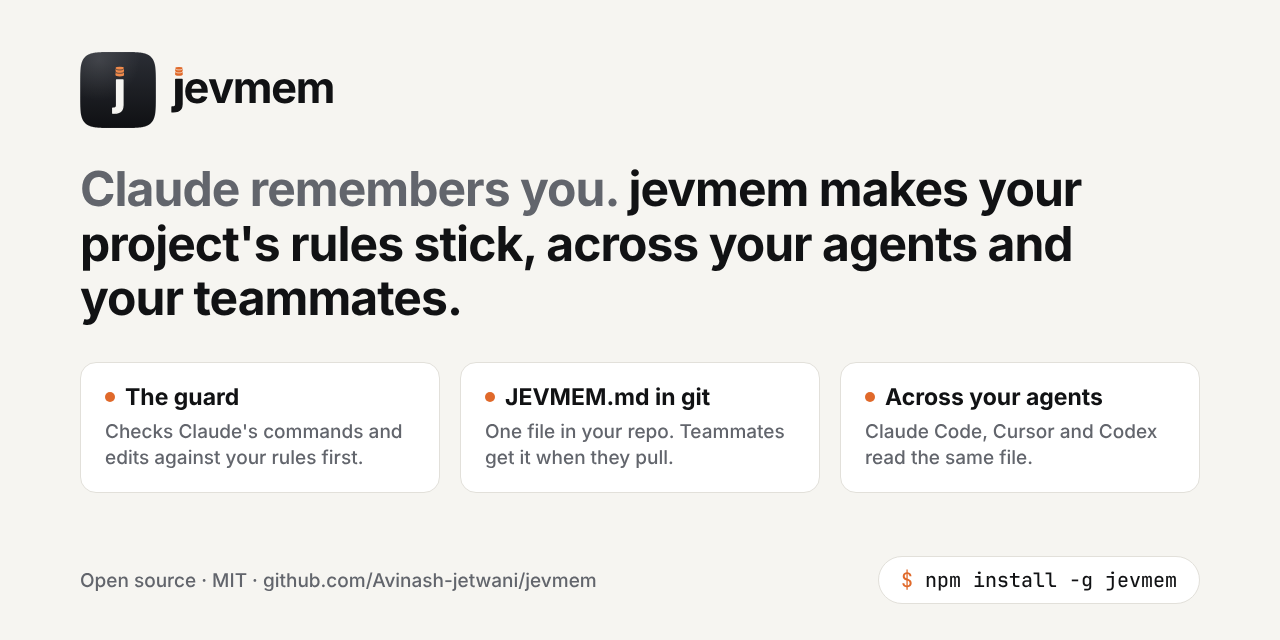 j jevmem
Claude remembers you. jevmem makes your
project's rules stick, across your agents and
your teammates.
The guard
Checks Claude's commands and
edits against your rules first.
JEVMEM.md in git
One file in your repo. Teammates
get it when they pull.
Across your agents
Claude Code, Cursor and Codex
read the same file.
Open source · MIT · github.com/Avinash-jetwani/jevmem
$ npm install -g jevmem